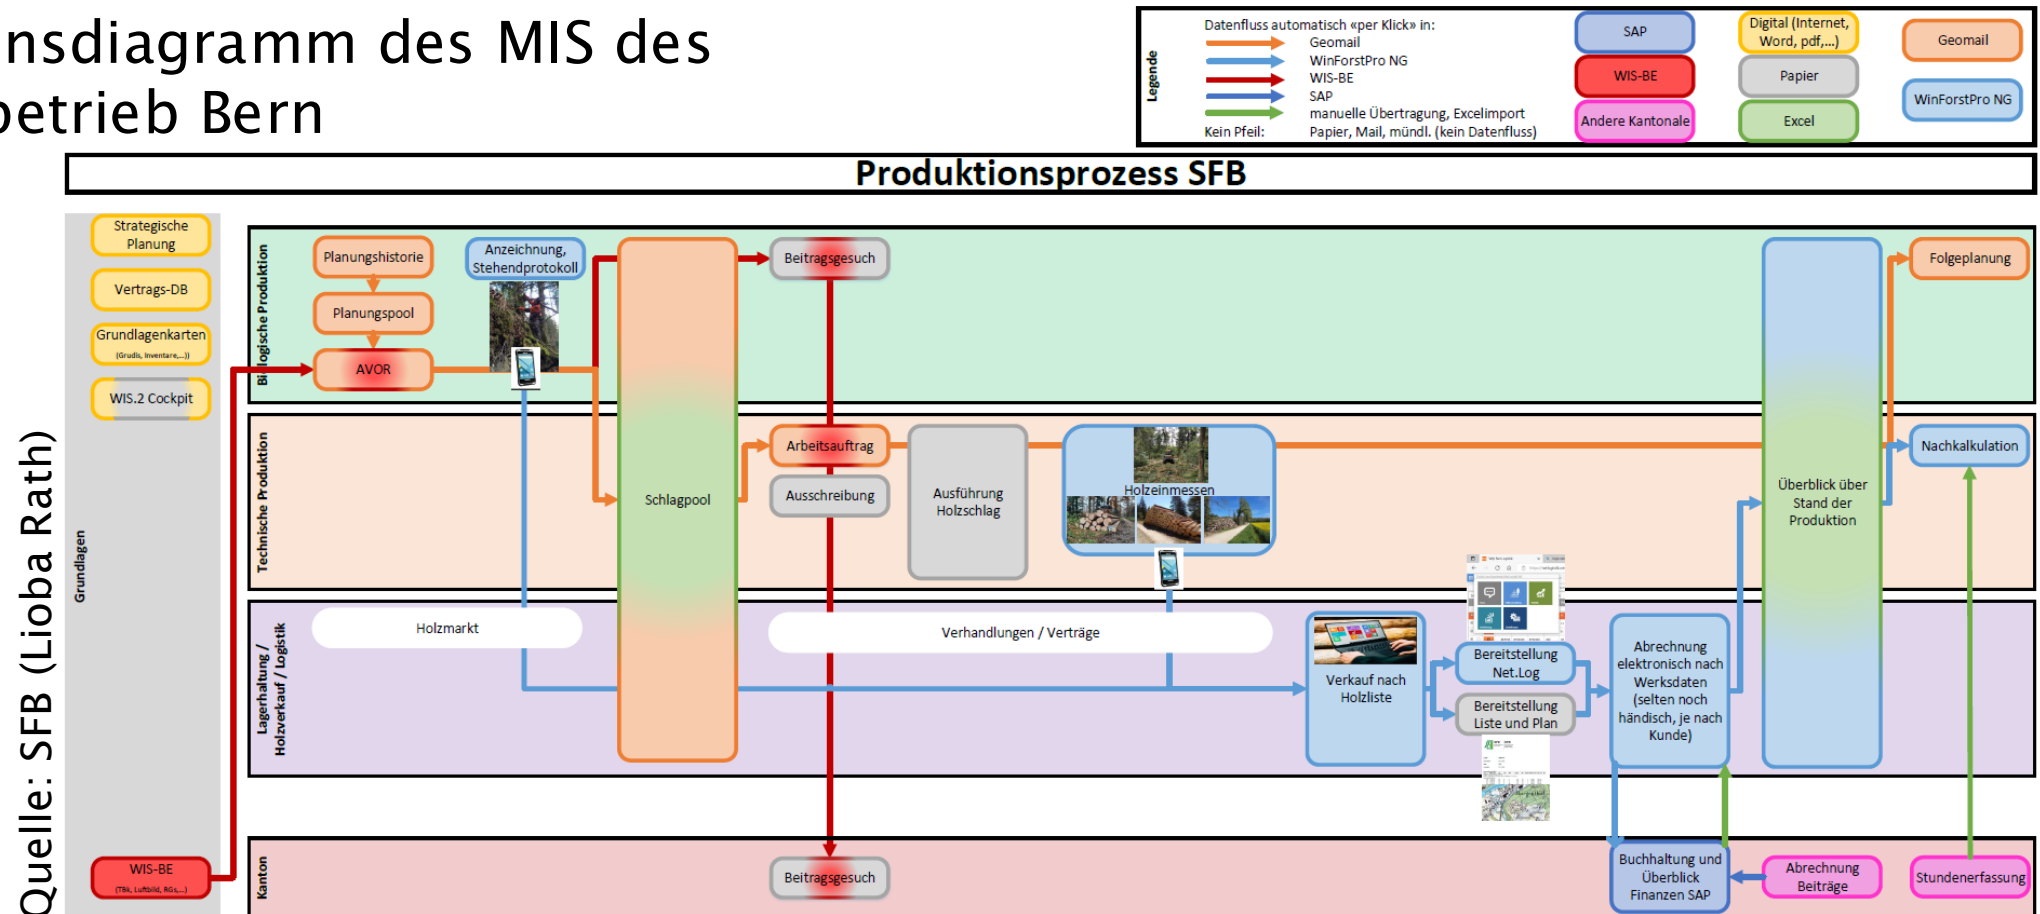 nsdiagramm des MIS des
betrieb Bern
Legende
Datenfluss automatisch «per Klick» in:
Geomail
WinForstPro NG
WIS-BE
SAP
manuelle Übertragung, Excelimport
Kein Pfeil: Papier, Mail, mündl. (kein Datenfluss)
SAP
WIS-BE
Andere Kantonale
Digital (Internet,
Word, pdf,...)
Papier
Excel
Geomail
WinForstPro NG
Produktionsprozess SFB
Quelle: SFB (Lioba Rath)
Grundlagen
Strategische
Planung
Vertrags-DB
Grundlagenkarten
(Grudis, Inventare,...))
WIS.2 Cockpit
WIS-BE
(TBk, Luftbild, RGs,...)
Biologische Produktion
Planungshistorie
Planungspool
AVOR
Anzeichnung,
Stehendprotokoll
Beitragsgesuch
Folgeplanung
Technische Produktion
Schlagpool
Arbeitsauftrag
Ausschreibung
Ausführung
Holzschlag
Holzeinmessen
Überblick über
Stand der
Produktion
Nachkalkulation
Lagerhaltung /
Holzverkauf / Logistik
Holzmarkt
Verhandlungen / Verträge
Verkauf nach
Holzliste
Bereitstellung
Net.Log
Bereitstellung
Liste und Plan
Abrechnung
elektronisch nach
Werksdaten
(selten noch
händisch, je nach
Kunde)
Kanton
Beitragsgesuch
Buchhaltung und
Überblick
Finanzen SAP
Abrechnung
Beiträge
Stundenerfassung